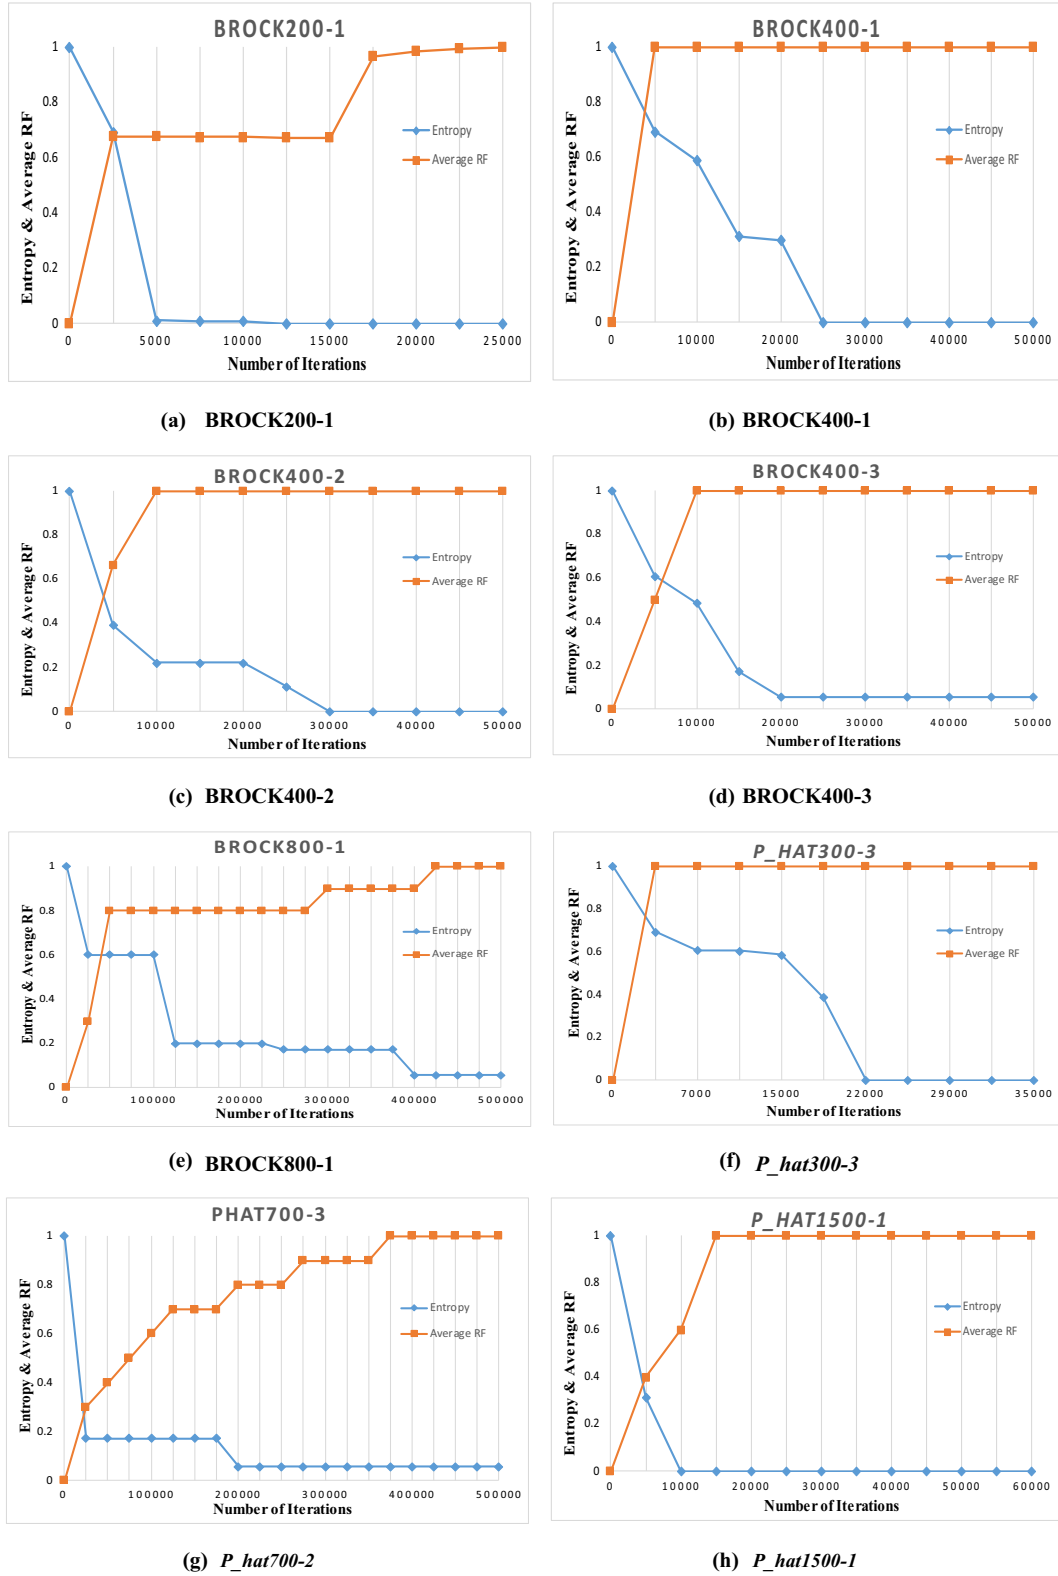 BROCK200-1
1
0.8
0.6
0.4
0.2
0
Entropy & Average RF
Entropy
Average RF
0 5000 10000 15000 20000 25000
Number of Iterations
(a) BROCK200-1
BROCK400-1
1
0.8
0.6
0.4
0.2
0
Entropy & Average RF
Entropy
Average RF
0 10000 20000 30000 40000 50000
Number of Iterations
(b) BROCK400-1
BROCK400-2
1
0.8
0.6
0.4
0.2
0
Entropy & Average RF
Entropy
Average RF
0 10000 20000 30000 40000 50000
Number of Iterations
(c) BROCK400-2
BROCK400-3
1
0.8
0.6
0.4
0.2
0
Entropy & Average RF
Entropy
Average RF
0 10000 20000 30000 40000 50000
Number of Iterations
(d) BROCK400-3
BROCK800-1
1
0.8
0.6
0.4
0.2
0
Entropy & Average RF
Entropy
Average RF
0 100000 200000 300000 400000 500000
Number of Iterations
(e) BROCK800-1
P_HAT300-3
1
0.8
0.6
0.4
0.2
0
Entropy & Average RF
Entropy
Average RF
0 7000 15000 22000 29000 35000
Number of Iterations
(f) P_hat300-3
PHAT700-3
1
0.8
0.6
0.4
0.2
0
Entropy & Average RF
Entropy
Average RF
0 100000 200000 300000 400000 500000
Number of Iterations
(g) P_hat700-2
P_HAT1500-1
1
0.8
0.6
0.4
0.2
0
Entropy & Average RF
Entropy
Average RF
0 10000 20000 30000 40000 50000 60000
Number of Iterations
(h) P_hat1500-1